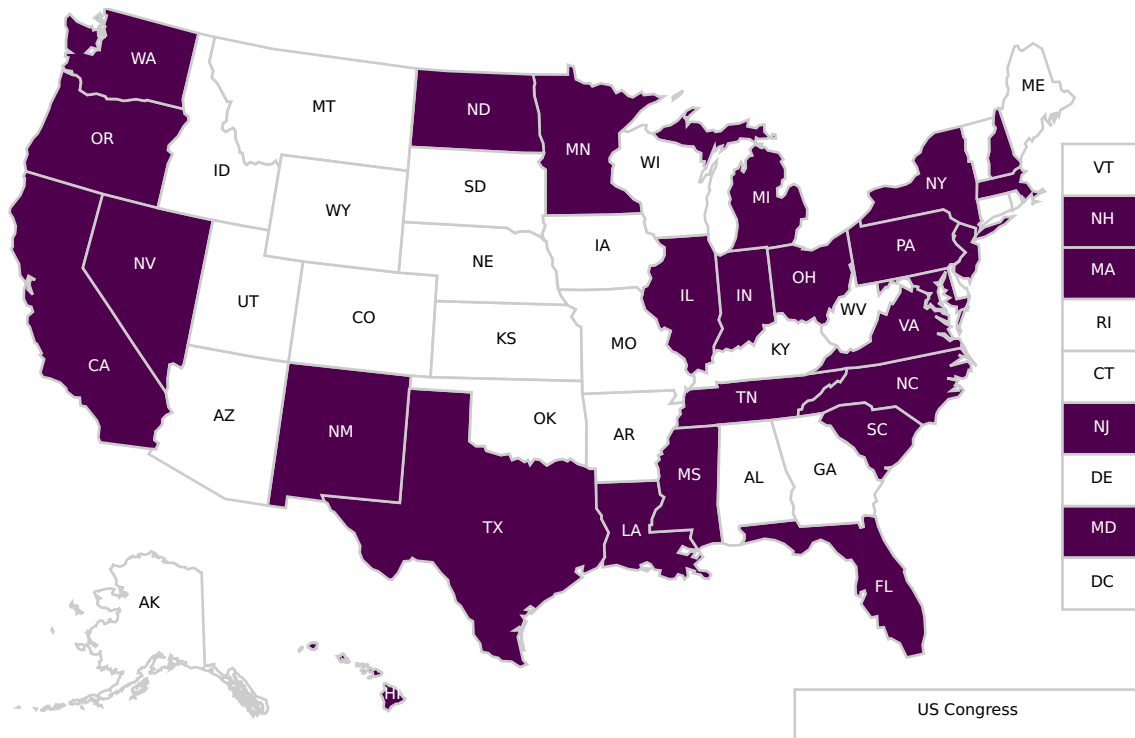 WA
MT
ND
MN
ME
OR
ID
SD
WI
MI
NY
VT
WY
NH
NV
IA
NE
PA
MA
UT
CO
IL
IN
OH
WV
VA
RI
CA
KS
MO
KY
CT
AZ
NM
OK
AR
TN
NC
SC
NJ
TX
LA
MS
AL
GA
DE
MD
AK
FL
DC
HI
US Congress